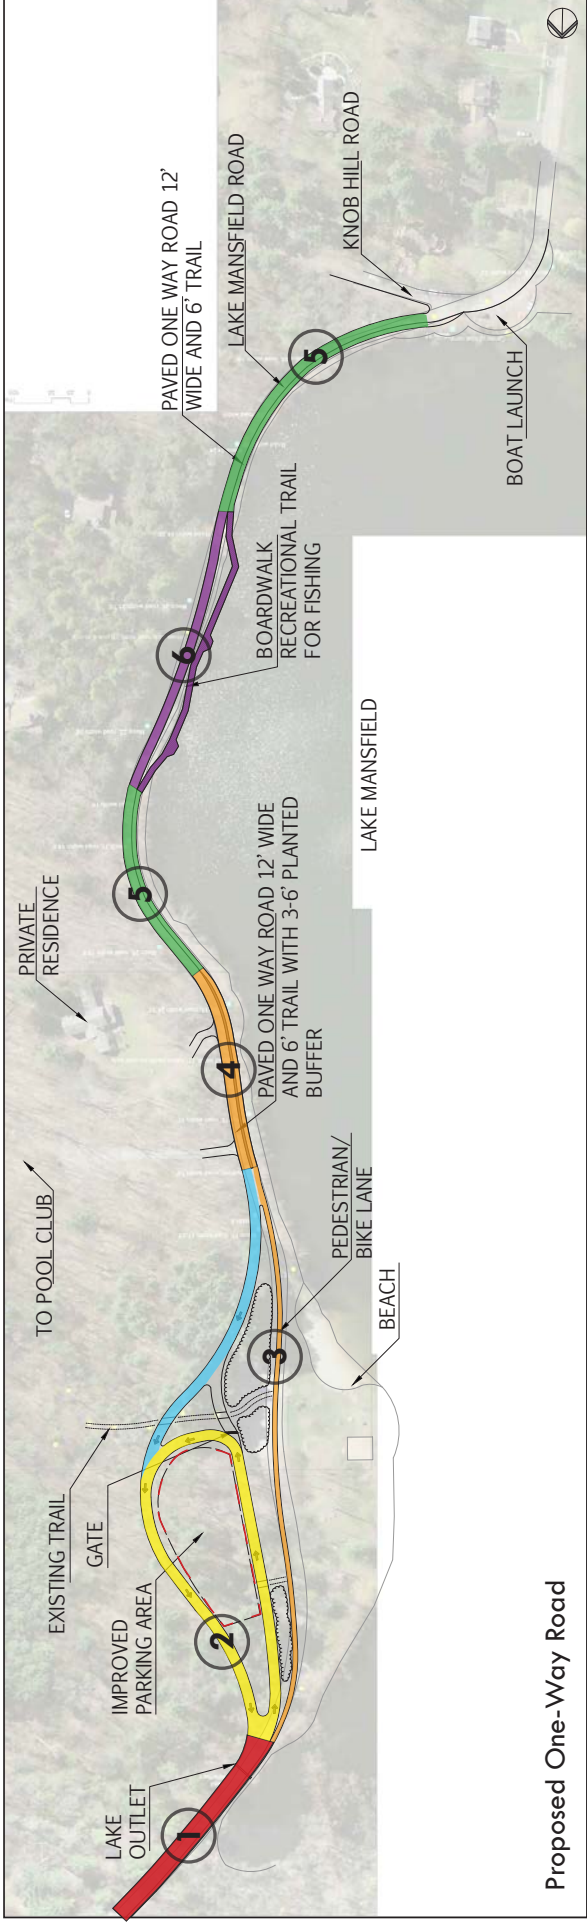 PAVED ONE WAY ROAD 12’
WIDE AND 6’ TRAIL
LAKE MANSFIELD ROAD
KNOB HILL ROAD
5
BOAT LAUNCH
BOARDWALK
RECREATIONAL TRAIL
FOR FISHING
6
LAKE MANSFIELD
5
PRIVATE
RESIDENCE
4
PAVED ONE WAY ROAD 12’ WIDE
AND 6’ TRAIL WITH 3-6’ PLANTED
BUFFER
TO POOL CLUB
PEDESTRIAN/
BIKE LANE
3
BEACH
EXISTING TRAIL
GATE
IMPROVED
PARKING AREA
2
LAKE
OUTLET
1
Proposed One-Way Road